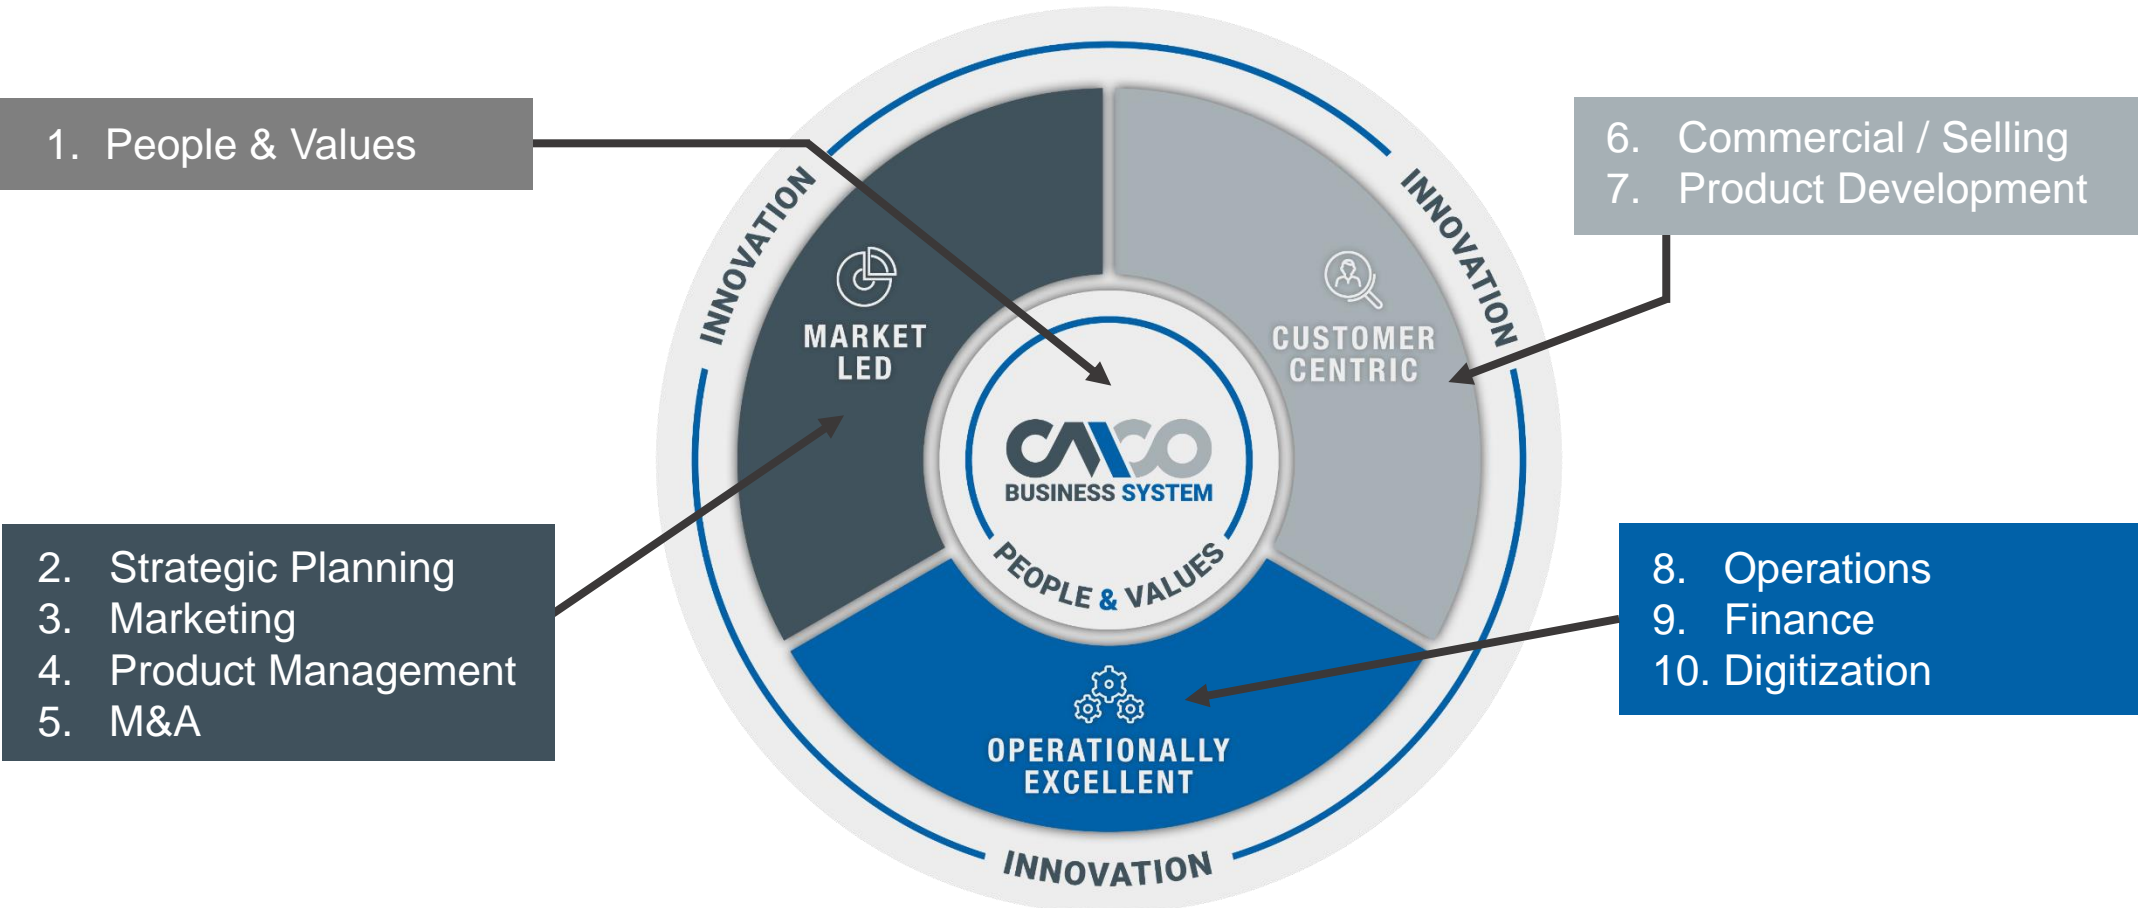 1. People & Values
2. Strategic Planning
3. Marketing
4. Product Management
5. M&A
INNOVATION
MARKET
LED
INNOVATION
CUSTOMER
CENTRIC
CMCO
BUSINESS SYSTEM
PEOPLE & VALUES
OPERATIONALLY
EXCELLENT
INNOVATION
6. Commercial / Selling
7. Product Development
8. Operations
9. Finance
10. Digitization